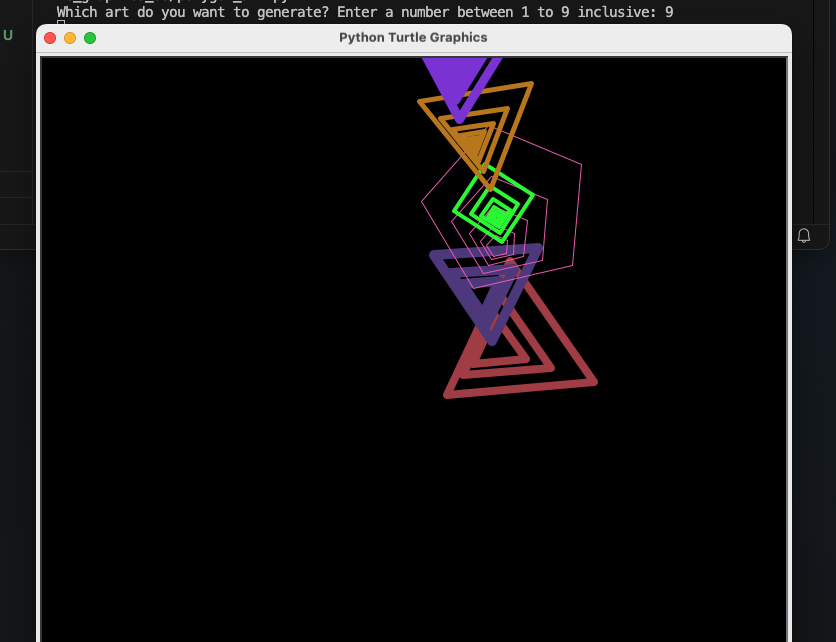 Which art do you want to generate? Enter a number between 1 to 9 inclusive: 9
U
Python Turtle Graphics